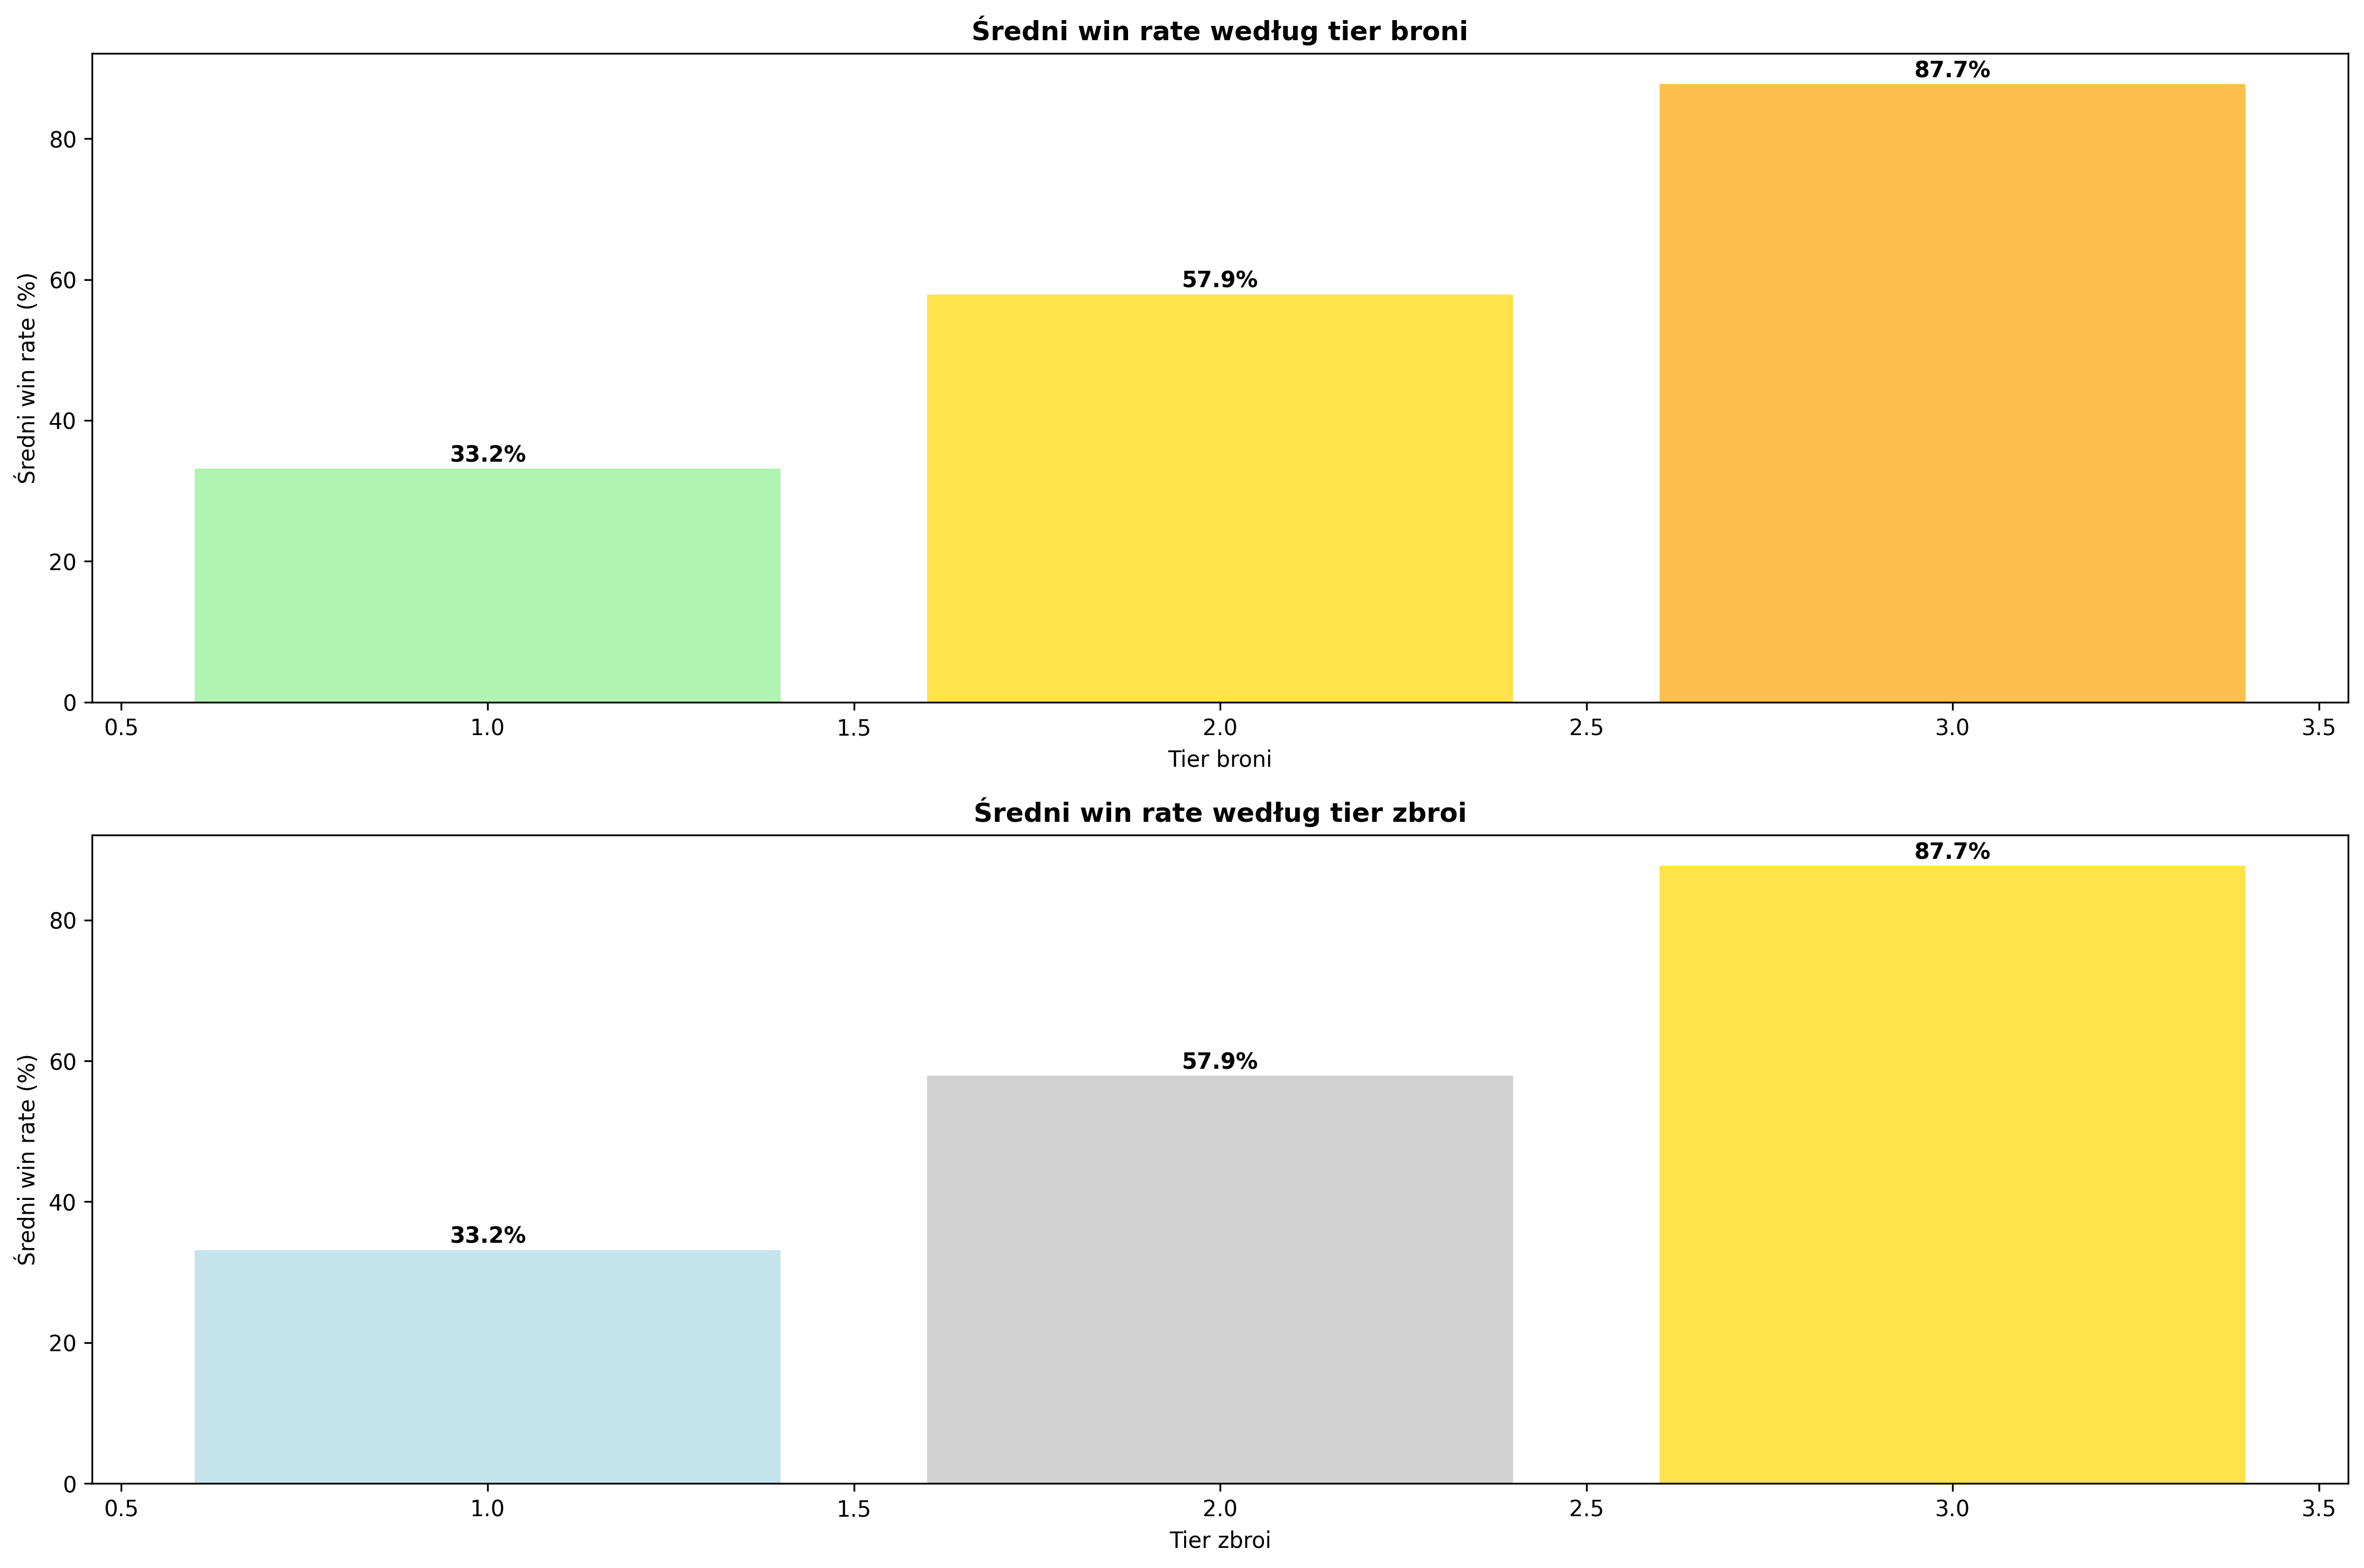 Średni win rate według tier broni
Średni win rate (%)
80
60
40
20
0
33.2%
57.9%
87.7%
0.5 1.0 1.5 2.0 2.5 3.0 3.5
Tier broni
Średni win rate według tier zbroi
Średni win rate (%)
80
60
40
20
0
33.2%
57.9%
87.7%
0.5 1.0 1.5 2.0 2.5 3.0 3.5
Tier zbroi